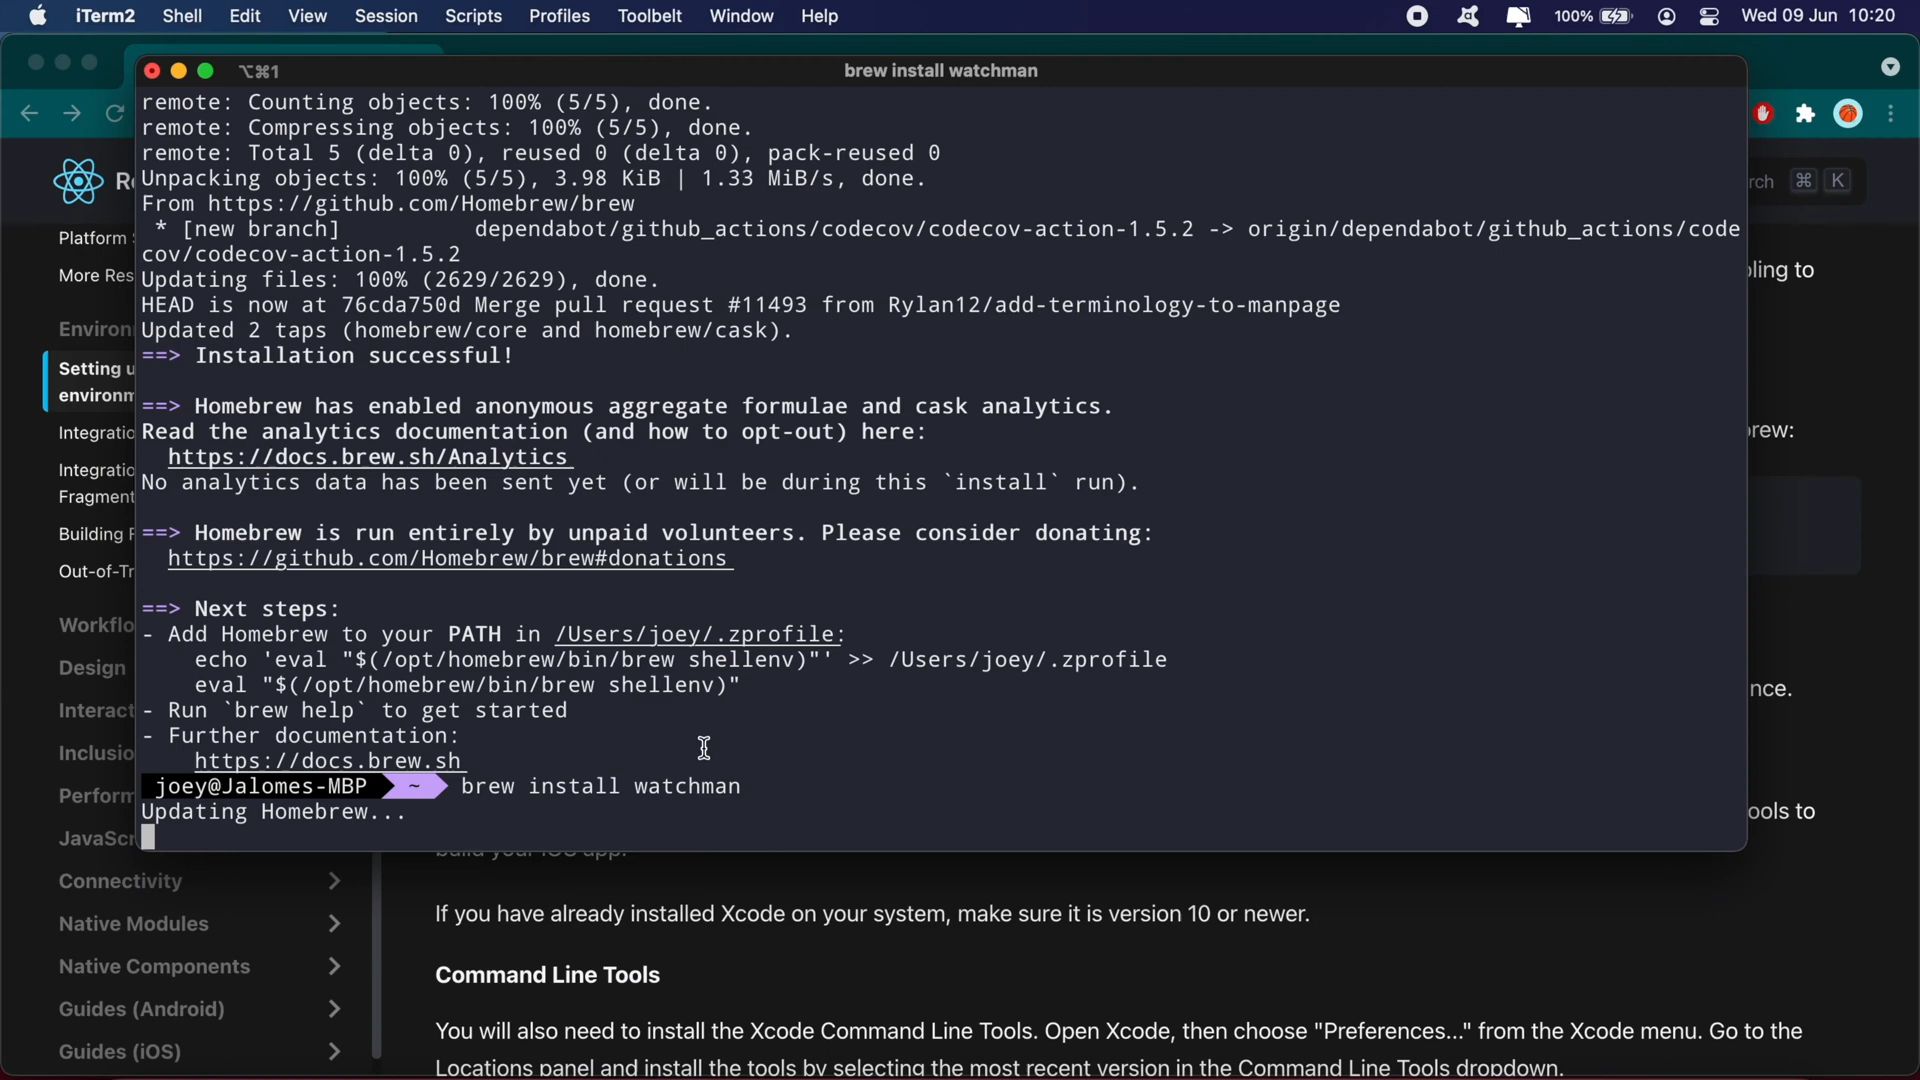 iTerm2 Shell Edit View Session Scripts Profiles Toolbelt Window Help 100% Wed 09 Jun 10:20
⌥⌘1 brew install watchman
remote: Counting objects: 100% (5/5), done.
remote: Compressing objects: 100% (5/5), done.
remote: Total 5 (delta 0), reused 0 (delta 0), pack-reused 0
Unpacking objects: 100% (5/5), 3.98 KiB | 1.33 MiB/s, done.
From https://github.com/Homebrew/brew
* [new branch] dependabot/github_actions/codecov/codecov-action-1.5.2 -> origin/dependabot/github_actions/code
cov/codecov-action-1.5.2
Updating files: 100% (2629/2629), done.
HEAD is now at 76cda750d Merge pull request #11493 from Rylan12/add-terminology-to-manpage
Updated 2 taps (homebrew/core and homebrew/cask).
==> Installation successful!
==> Homebrew has enabled anonymous aggregate formulae and cask analytics.
Read the analytics documentation (and how to opt-out) here:
https://docs.brew.sh/Analytics
No analytics data has been sent yet (or will be during this `install` run).
==> Homebrew is run entirely by unpaid volunteers. Please consider donating:
https://github.com/Homebrew/brew#donations
==> Next steps:
- Add Homebrew to your PATH in /Users/joey/.zprofile:
echo 'eval "$(/opt/homebrew/bin/brew shellenv)"' >> /Users/joey/.zprofile
eval "$(/opt/homebrew/bin/brew shellenv)"
- Run `brew help` to get started
- Further documentation:
https://docs.brew.sh
joey@Jalomes-MBP ~ brew install watchman
Updating Homebrew...
Re
Platform
More Res
Environ
Setting u
environm
Integratio
Integratio
Fragment
Building
Out-of-Tr
Workflo
Design
Interact
Inclusio
Perform
JavaScr
Connectivity
Native Modules
Native Components
Guides (Android)
Guides (iOS)
rch ⌘ K
ling to
rew:
nce.
ools to
If you have already installed Xcode on your system, make sure it is version 10 or newer.
Command Line Tools
You will also need to install the Xcode Command Line Tools. Open Xcode, then choose "Preferences..." from the Xcode menu. Go to the
Locations panel and install the tools by selecting the most recent version in the Command Line Tools dropdown.